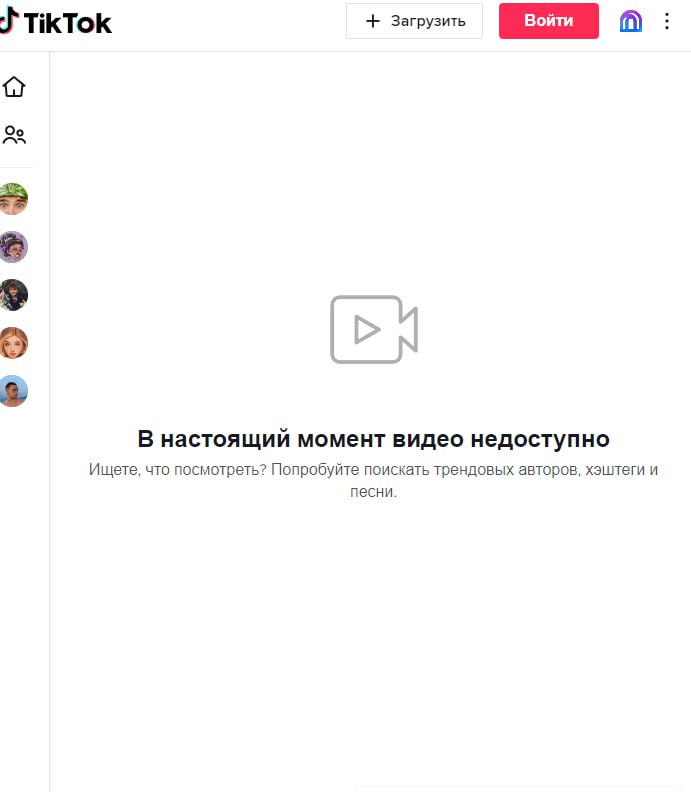 TikTok
Загрузить
Войти
В настоящий момент видео недоступно
Ищете, что посмотреть? Попробуйте поискать трендовых авторов, хэштеги и
песни.